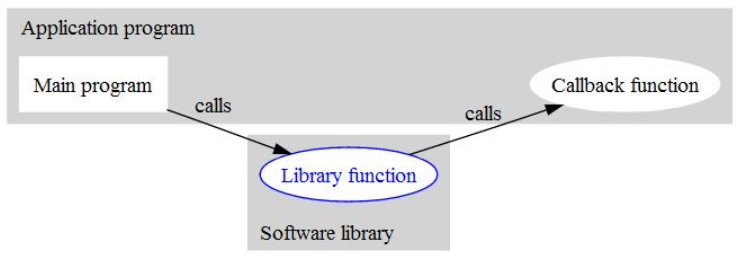 Application program
Main program
Callback function
calls
calls
Library function
Software library